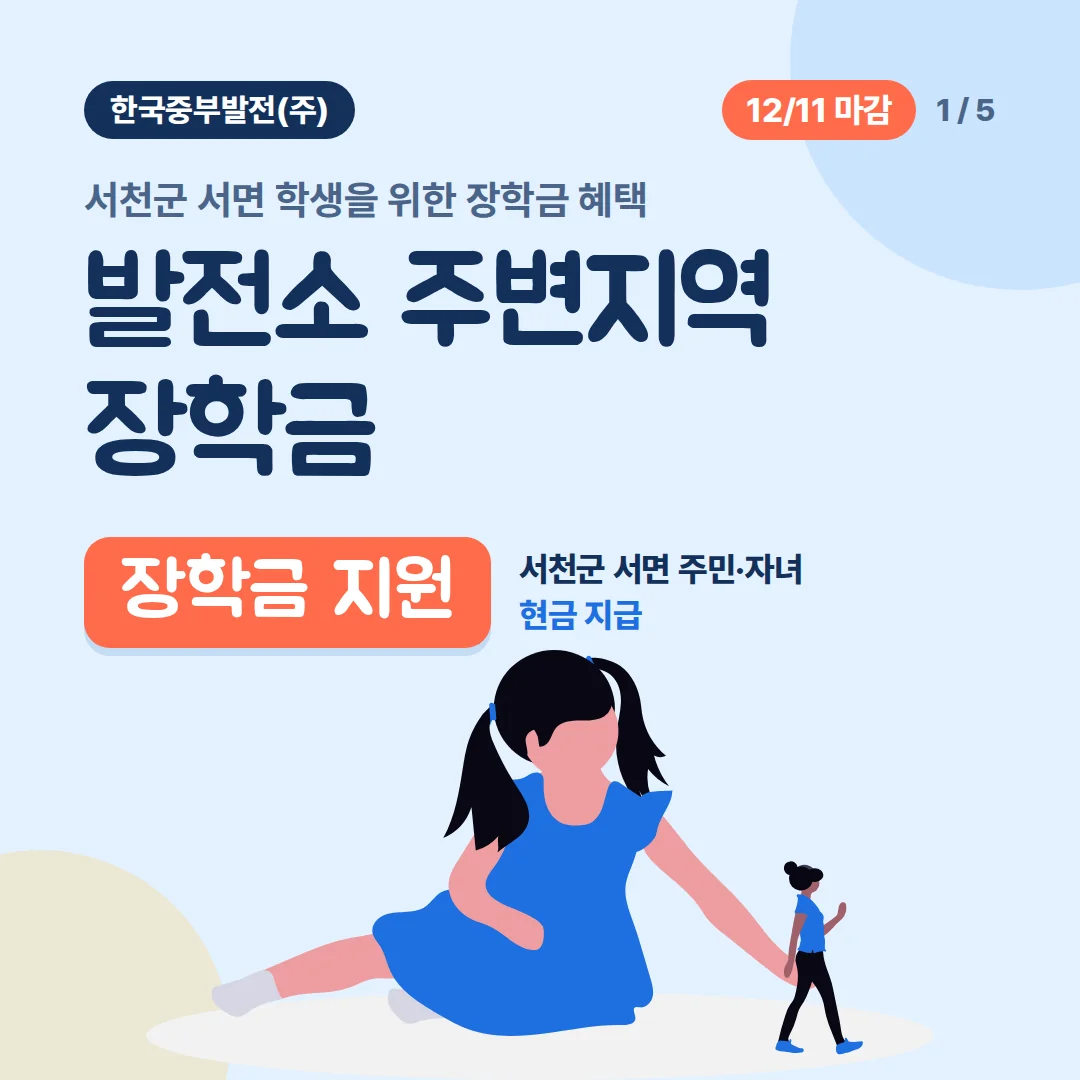 한국중부발전(주)
12/11 마감
1 / 5
서천군 서면 학생을 위한 장학금 혜택
발전소 주변지역
장학금
장학금 지원
서천군 서면 주민·자녀
현금 지급